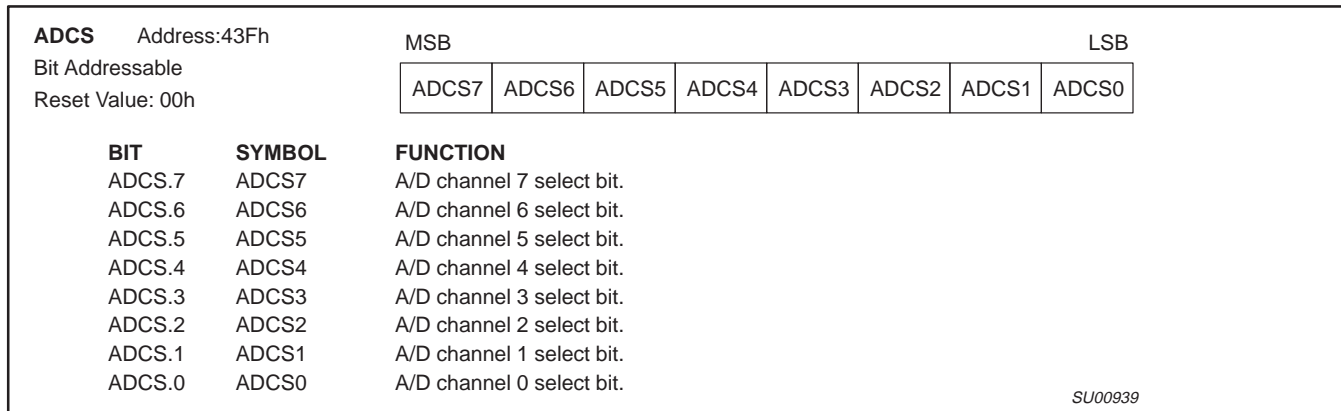 ADCS Address:43Fh
Bit Addressable
Reset Value: 00h
MSB LSB
ADCS7 ADCS6 ADCS5 ADCS4 ADCS3 ADCS2 ADCS1 ADCS0
BIT SYMBOL FUNCTION
ADCS.7 ADCS7 A/D channel 7 select bit.
ADCS.6 ADCS6 A/D channel 6 select bit.
ADCS.5 ADCS5 A/D channel 5 select bit.
ADCS.4 ADCS4 A/D channel 4 select bit.
ADCS.3 ADCS3 A/D channel 3 select bit.
ADCS.2 ADCS2 A/D channel 2 select bit.
ADCS.1 ADCS1 A/D channel 1 select bit.
ADCS.0 ADCS0 A/D channel 0 select bit.
SU00939